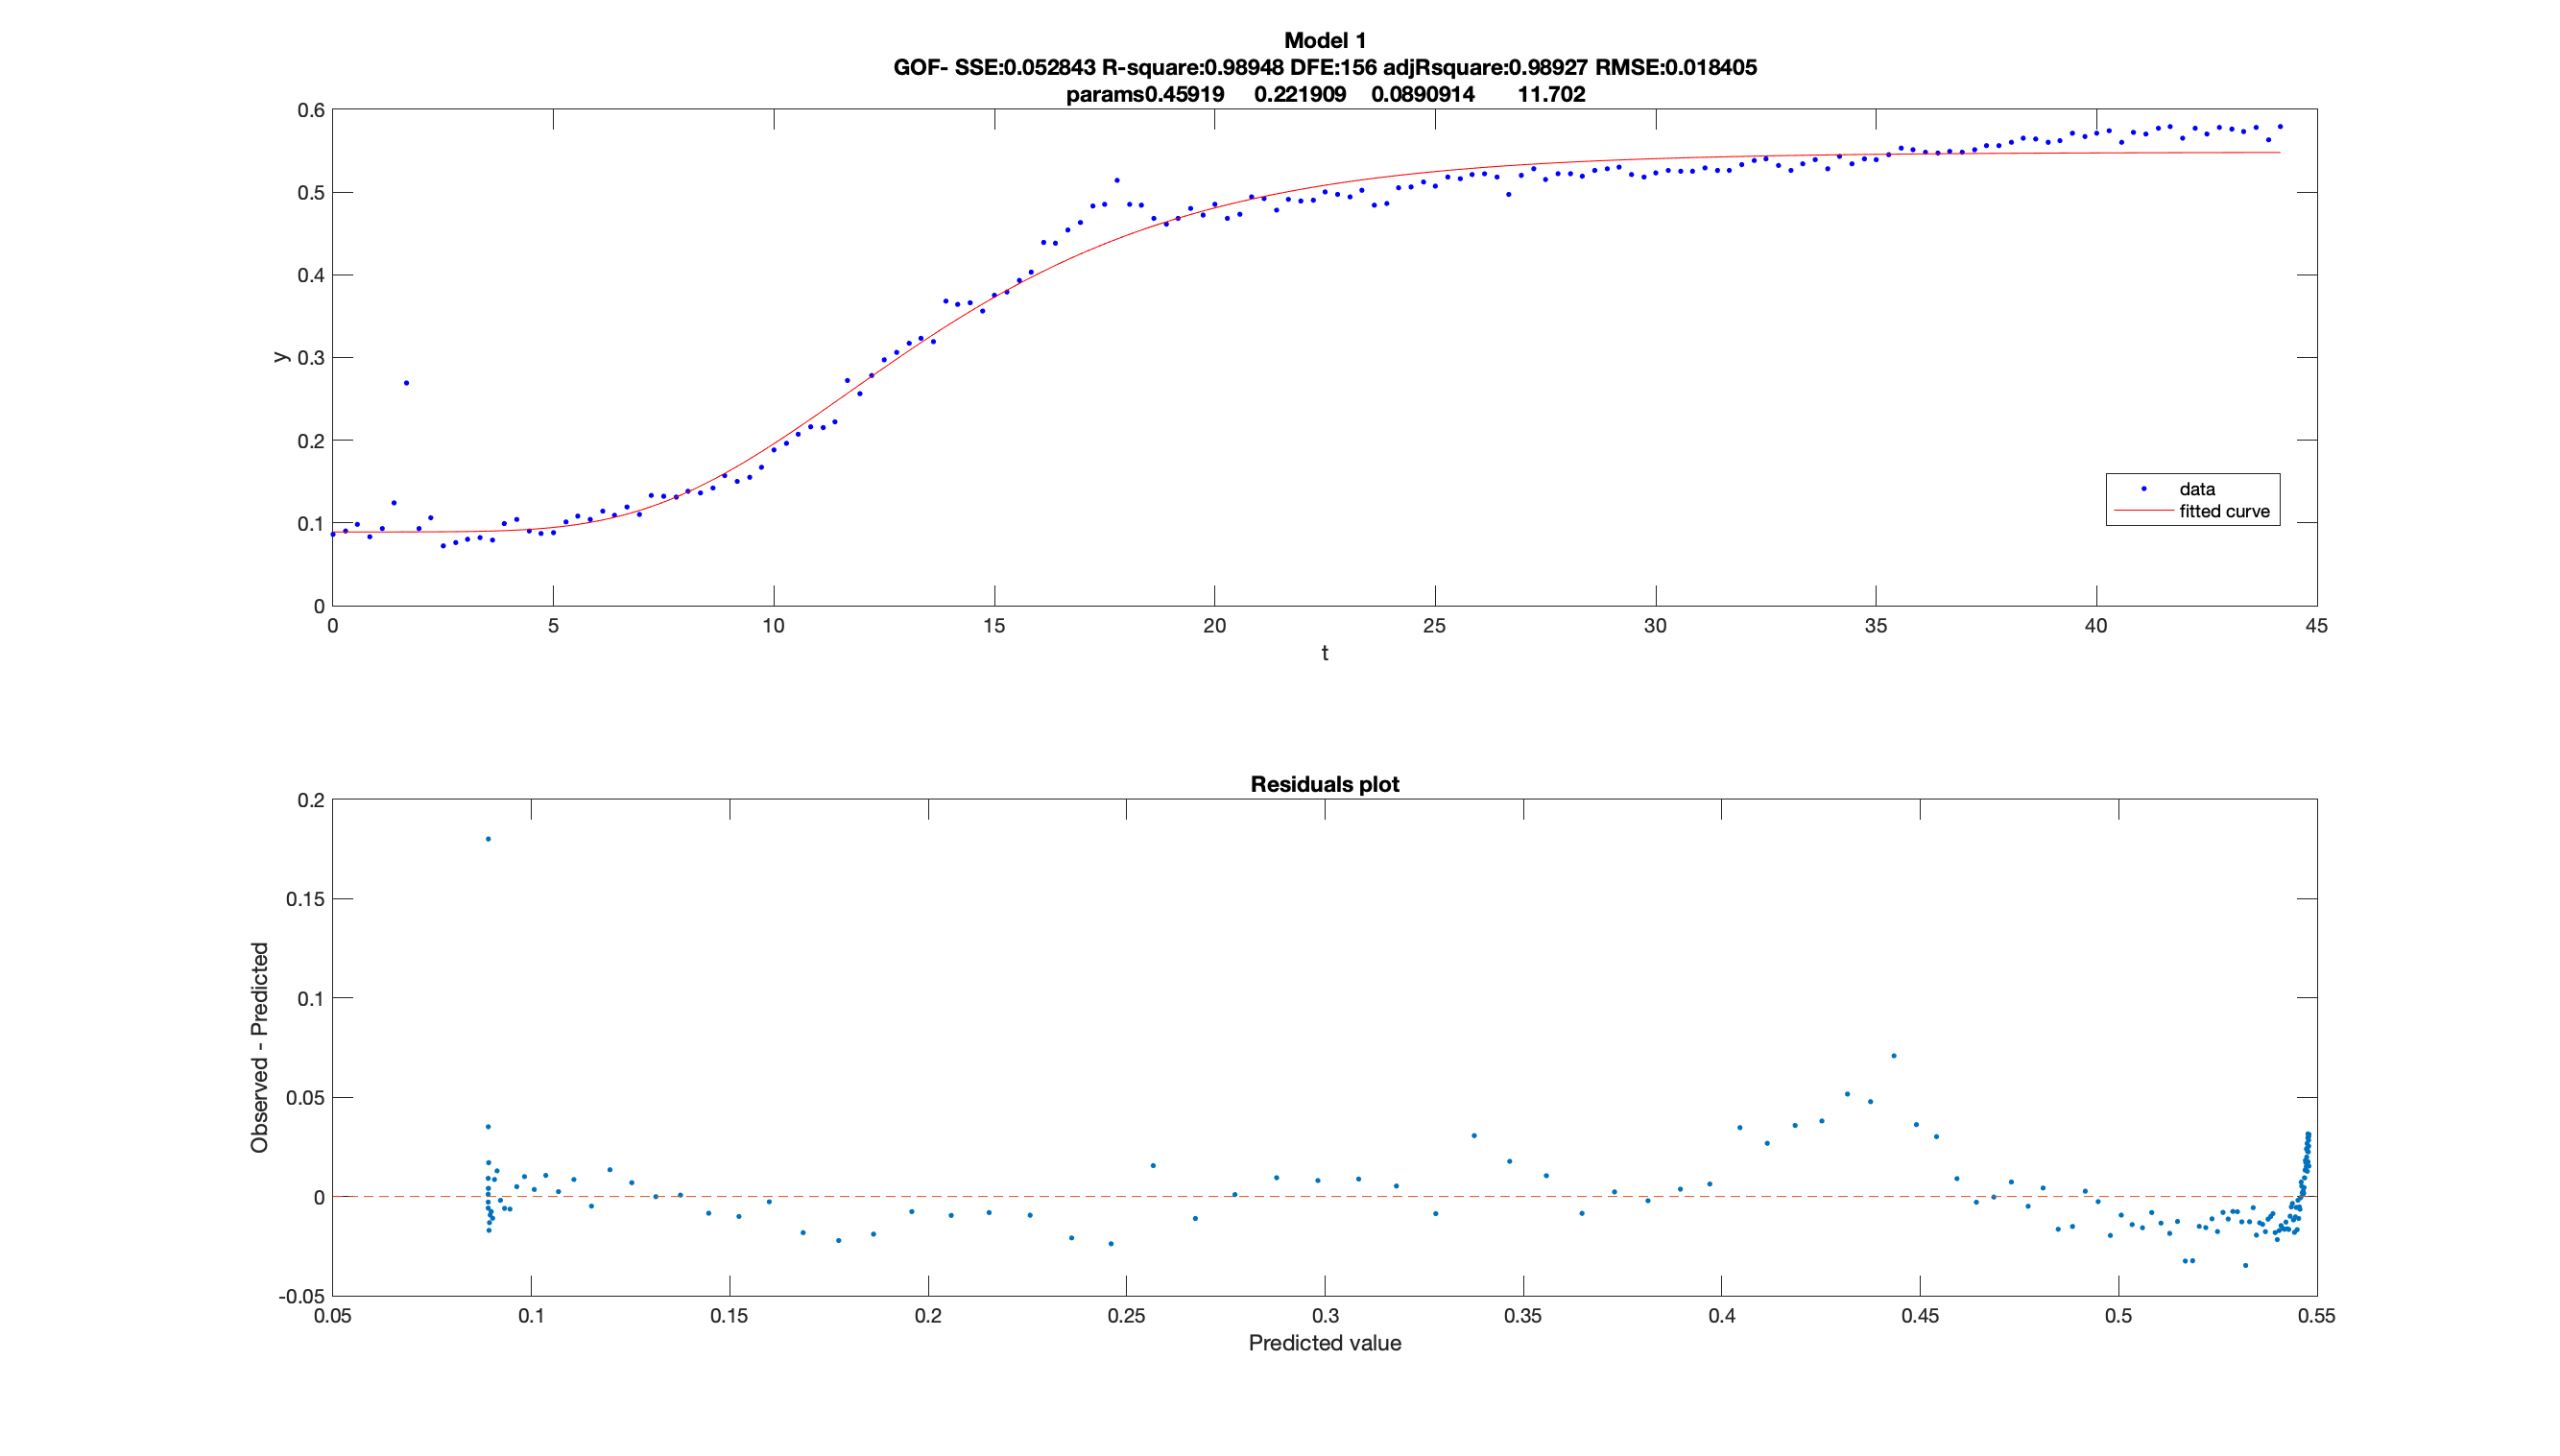 Model 1
GOF- SSE:0.052843 R-square:0.98948 DFE:156 adjRsquare:0.98927 RMSE:0.018405
params0.45919 0.221909 0.0890914 11.702
0.6
0.5
0.4
0.3
0.2
0.1
0
y
data
fitted curve
0 5 10 15 20 25 30 35 40 45
t
Residuals plot
0.2
0.15
0.1
0.05
0
-0.05
Observed - Predicted
0.05 0.1 0.15 0.2 0.25 0.3 0.35 0.4 0.45 0.5 0.55
Predicted value